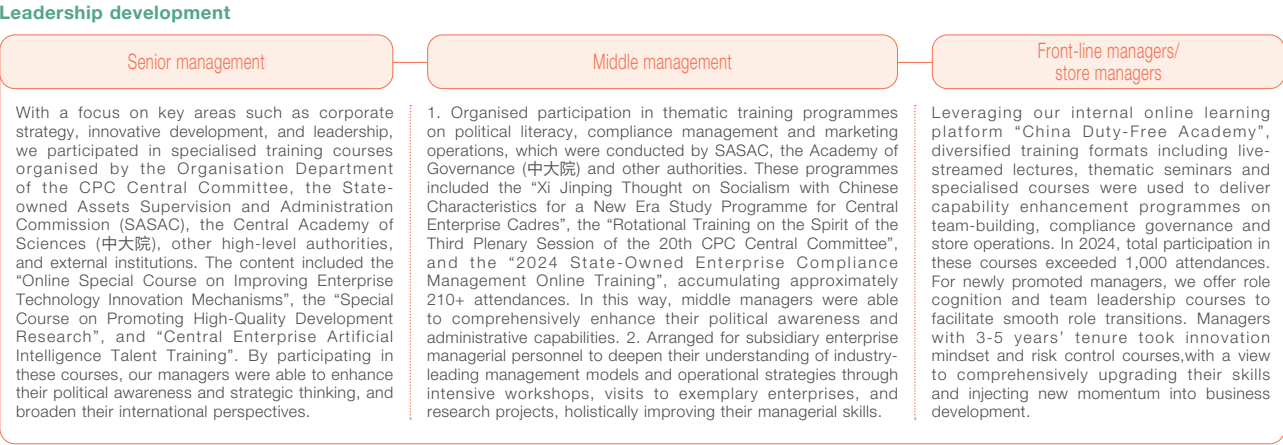 Leadership development
Senior management
With a focus on key areas such as corporate
strategy, innovative development, and leadership,
we participated in specialised training courses
organised by the Organisation Department
of the CPC Central Committee, the State-
owned Assets Supervision and Administration
Commission (SASAC), the Central Academy of
Sciences (中大院), other high-level authorities,
and external institutions. The content included the
“Online Special Course on Improving Enterprise
Technology Innovation Mechanisms”, the “Special
Course on Promoting High-Quality Development
Research”, and “Central Enterprise Artificial
Intelligence Talent Training”. By participating in
these courses, our managers were able to enhance
their political awareness and strategic thinking, and
broaden their international perspectives.
Middle management
1. Organised participation in thematic training programmes
on political literacy, compliance management and marketing
operations, which were conducted by SASAC, the Academy of
Governance (中大院) and other authorities. These programmes
included the “Xi Jinping Thought on Socialism with Chinese
Characteristics for a New Era Study Programme for Central
Enterprise Cadres”, the “Rotational Training on the Spirit of the
Third Plenary Session of the 20th CPC Central Committee”,
and the “2024 State-Owned Enterprise Compliance
Management Online Training”, accumulating approximately
210+ attendances. In this way, middle managers were able
to comprehensively enhance their political awareness and
administrative capabilities. 2. Arranged for subsidiary enterprise
managerial personnel to deepen their understanding of industry-
leading management models and operational strategies through
intensive workshops, visits to exemplary enterprises, and
research projects, holistically improving their managerial skills.
Front-line managers/
store managers
Leveraging our internal online learning
platform “China Duty-Free Academy”,
diversified training formats including live-
streamed lectures, thematic seminars and
specialised courses were used to deliver
capability enhancement programmes on
team-building, compliance governance and
store operations. In 2024, total participation in
these courses exceeded 1,000 attendances.
For newly promoted managers, we offer role
cognition and team leadership courses to
facilitate smooth role transitions. Managers
with 3-5 years’ tenure took innovation
mindset and risk control courses,with a view
to comprehensively upgrading their skills
and injecting new momentum into business
development.